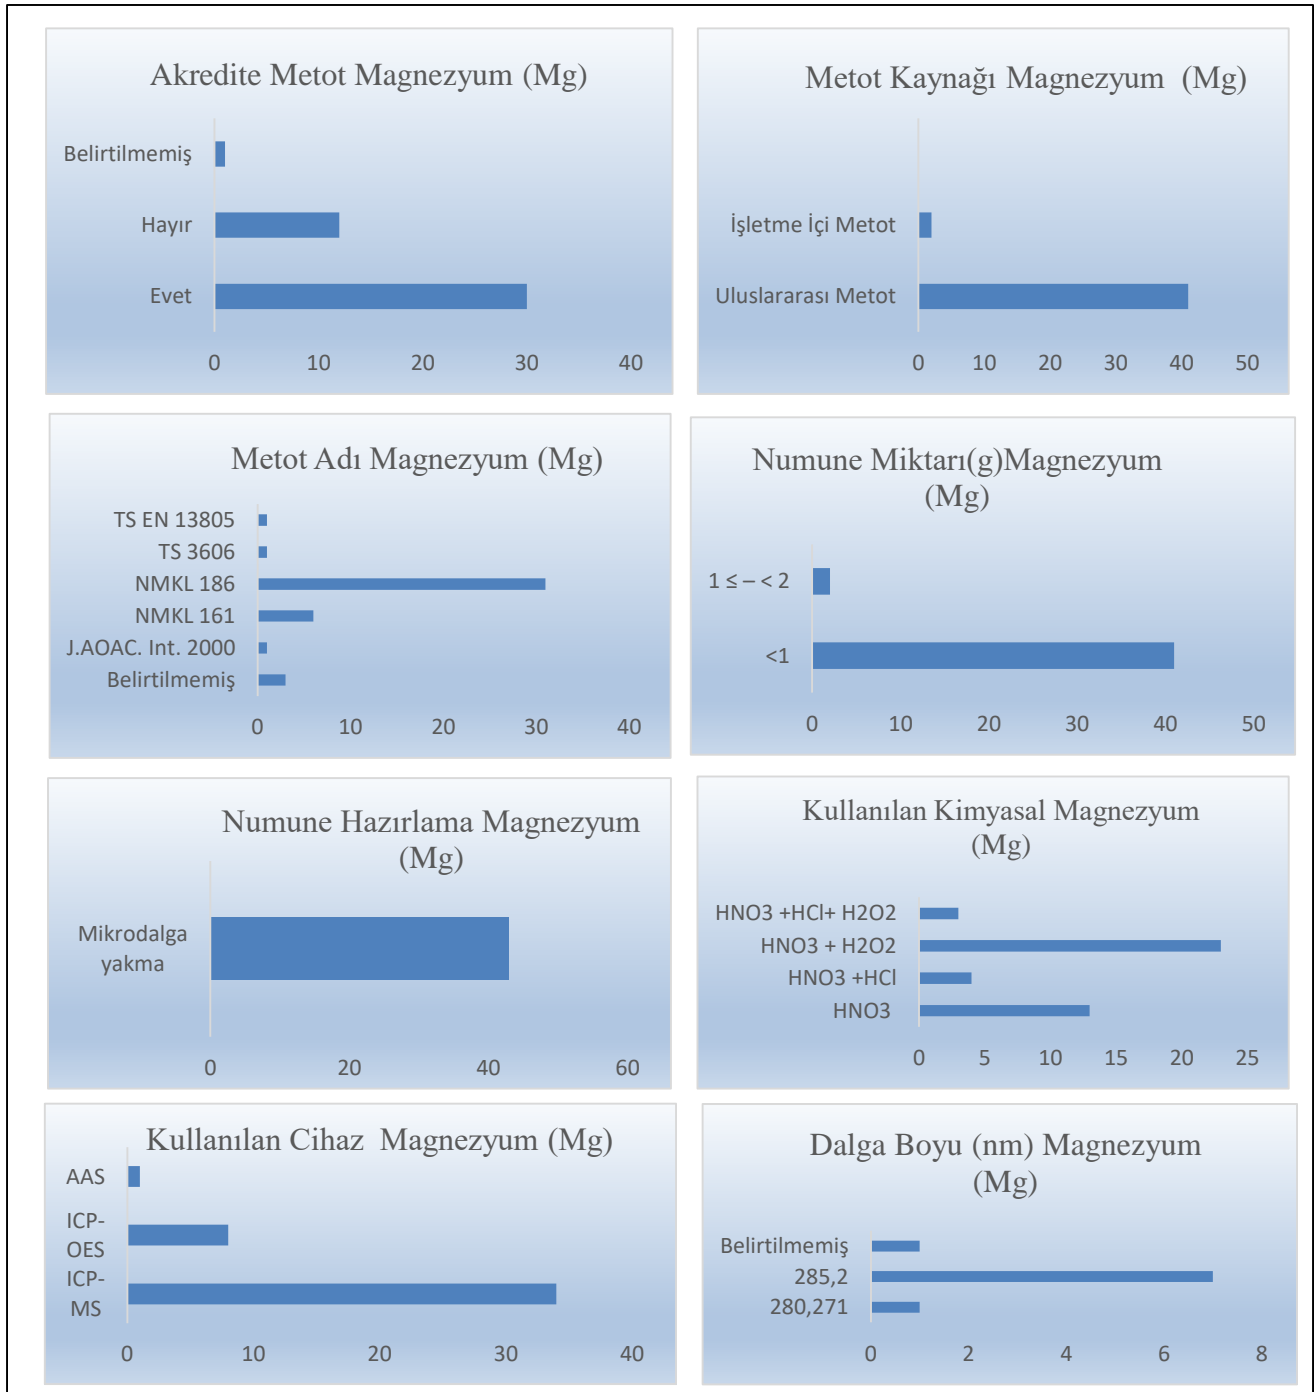 Akredite Metot Magnezyum (Mg)
Belirtilmemiş
Hayır
Evet
0 10 20 30 40
Metot Kaynağı Magnezyum (Mg)
İşletme İçi Metot
Uluslararası Metot
0 10 20 30 40 50
Metot Adı Magnezyum (Mg)
TS EN 13805
TS 3606
NMKL 186
NMKL 161
J.AOAC. Int. 2000
Belirtilmemiş
0 10 20 30 40
Numune Miktarı(g)Magnezyum
(Mg)
1 ≤ – < 2
<1
0 10 20 30 40 50
Numune Hazırlama Magnezyum
(Mg)
Mikrodalga
yakma
0 20 40 60
Kullanılan Kimyasal Magnezyum
(Mg)
HNO3 +HCl+ H2O2
HNO3 + H2O2
HNO3 +HCl
HNO3
0 5 10 15 20 25
Kullanılan Cihaz Magnezyum (Mg)
AAS
ICP-
OES
ICP-
MS
0 10 20 30 40
Dalga Boyu (nm) Magnezyum
(Mg)
Belirtilmemiş
285,2
280,271
0 2 4 6 8